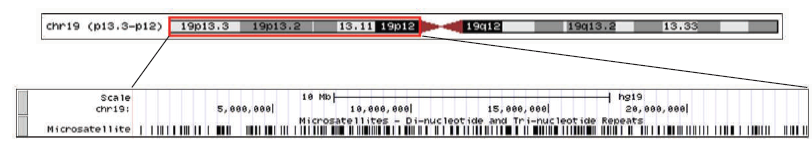 chr19 (p13.3-p12) 19p13.3 19p13.2 13.11 19p12 19q12 19q13.2 13.33
Scale 10 Mb hg19
chr19: 5,000,000 10,000,000 15,000,000 20,000,000
Microsatellites - Di-nucleotide and Tri-nucleotide Repeats
Microsatellite